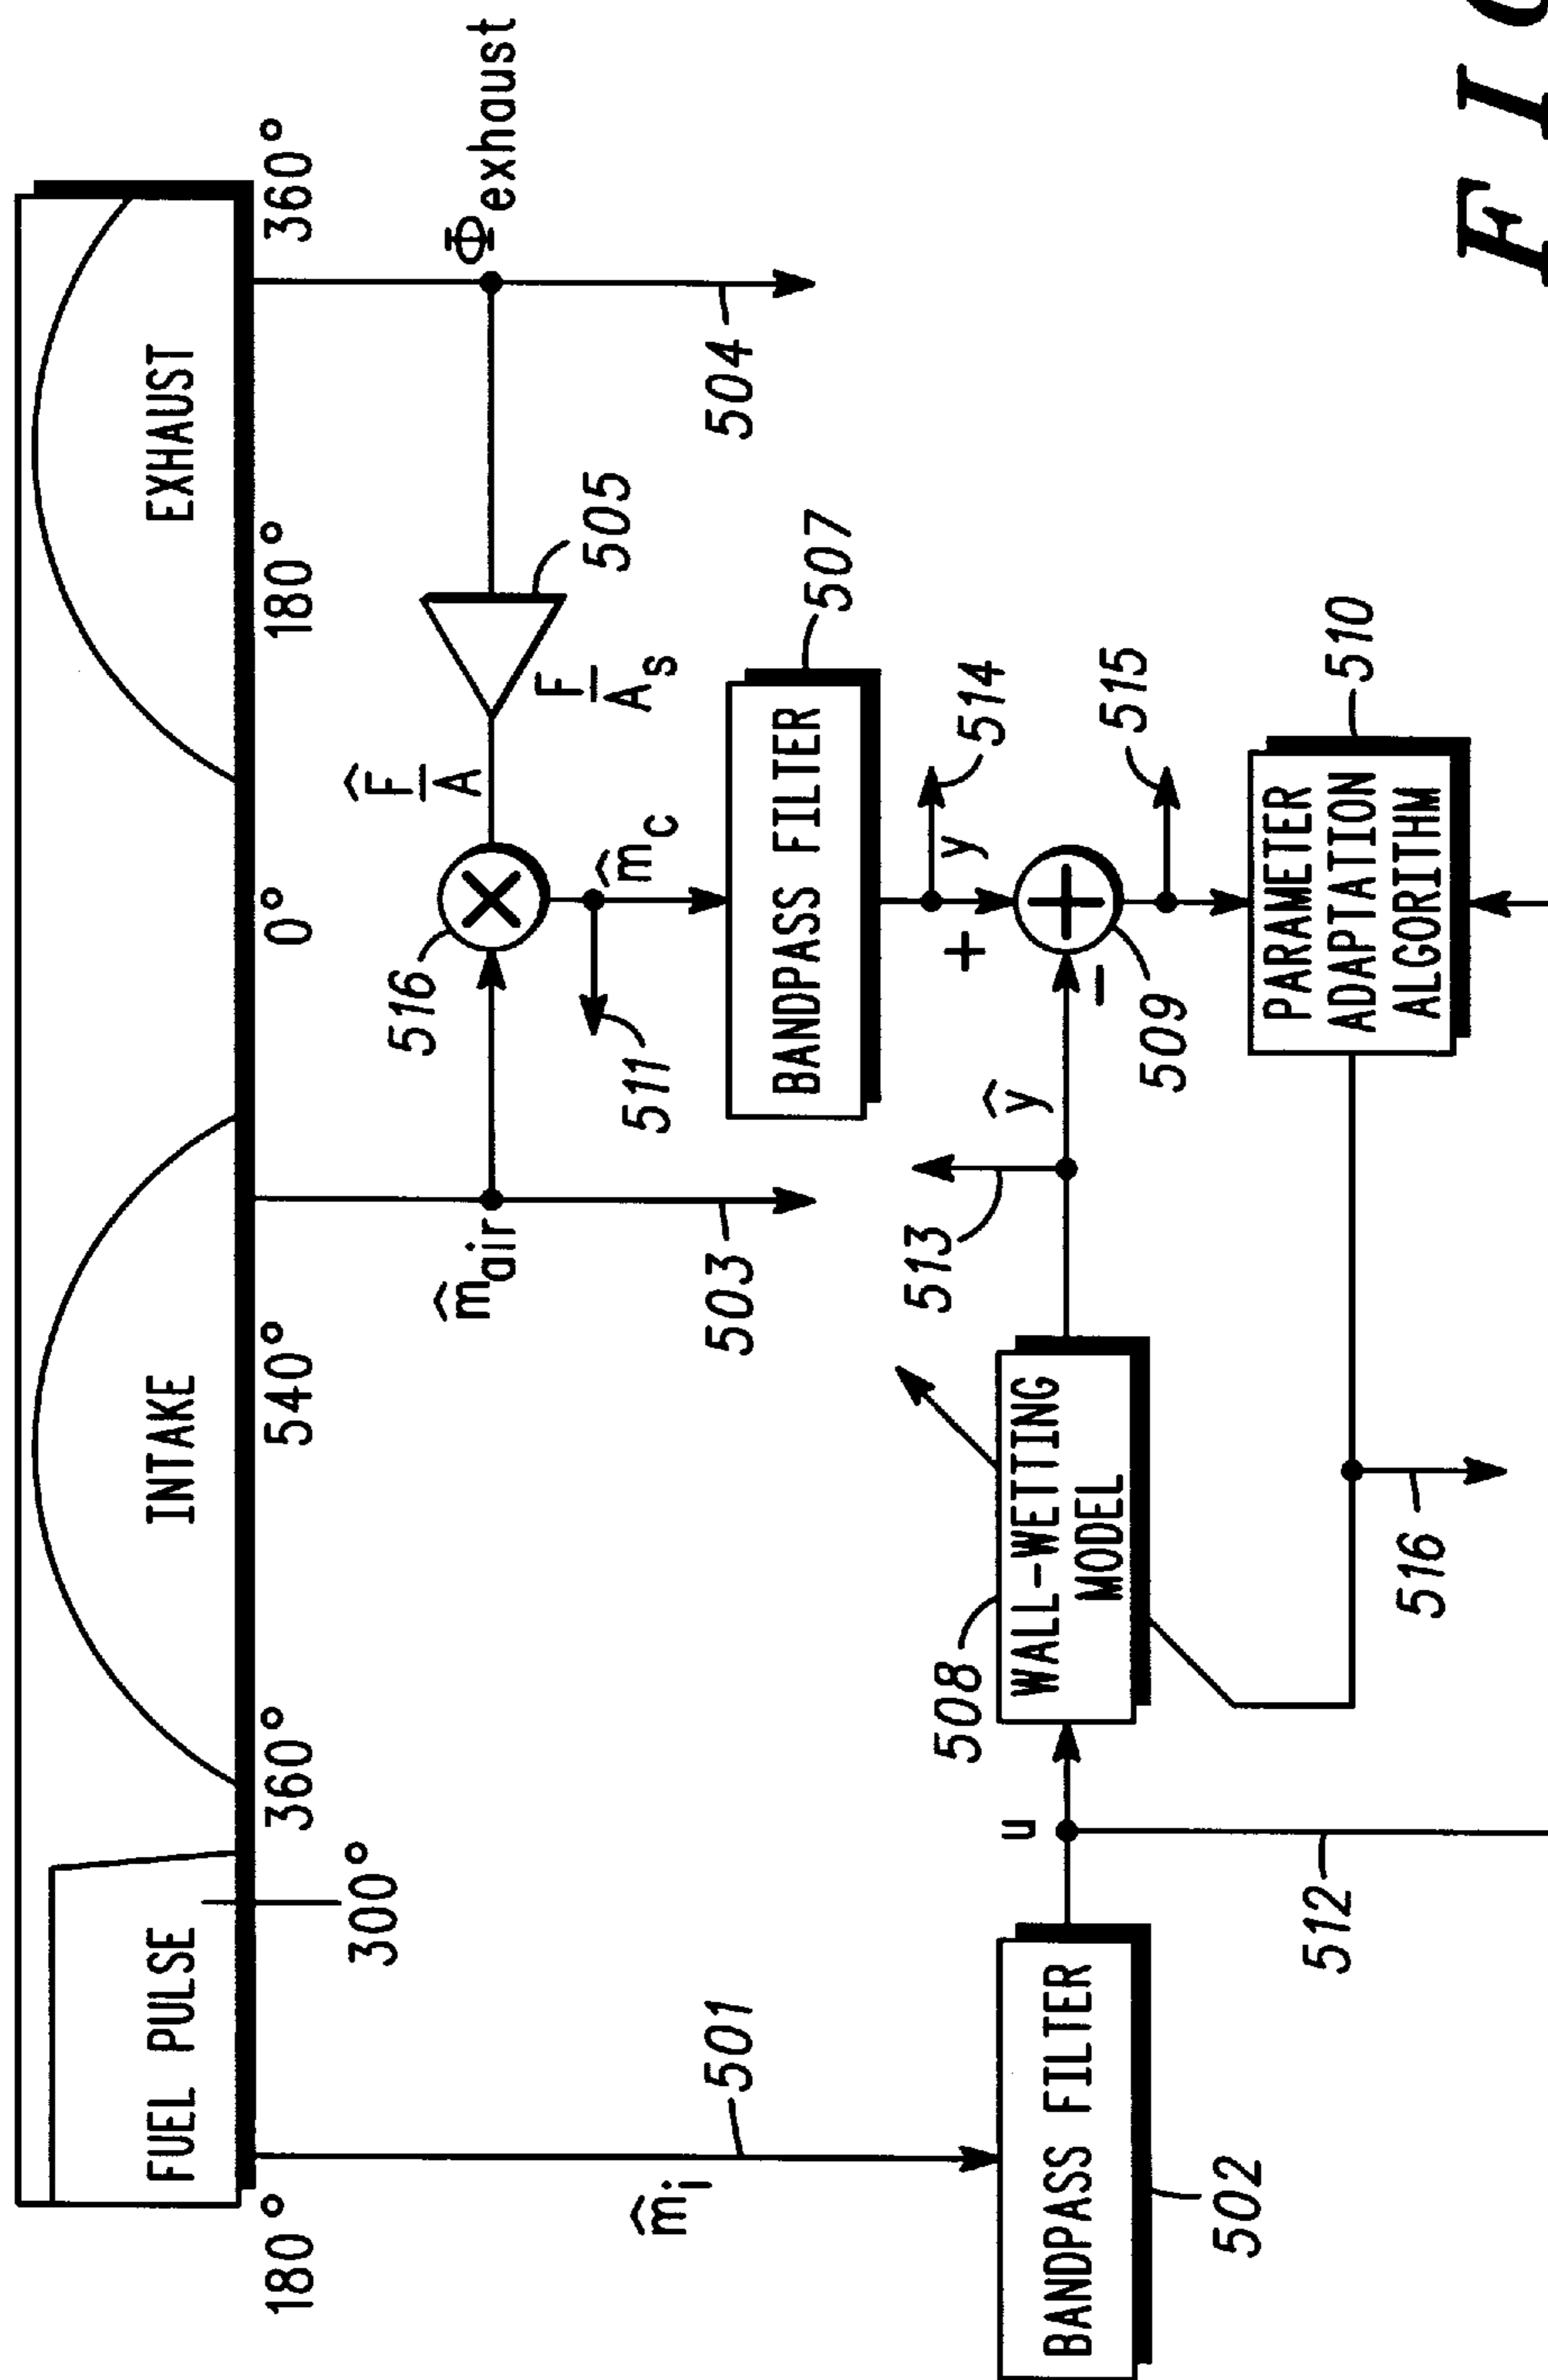 FUEL PULSE
INTAKE
EXHAUST
180°
300°
360°
540°
0°
180°
360°
m̂i
501
m̂air
503
516
F̂/A
F/As
505
Φexhaust
504
m̂c
511
BANDPASS FILTER
507
y
514
BANDPASS FILTER
502
u
512
508
WALL-WETTING
MODEL
513
ŷ
+
−
509
515
PARAMETER
ADAPTATION
ALGORITHM
510
516
FI